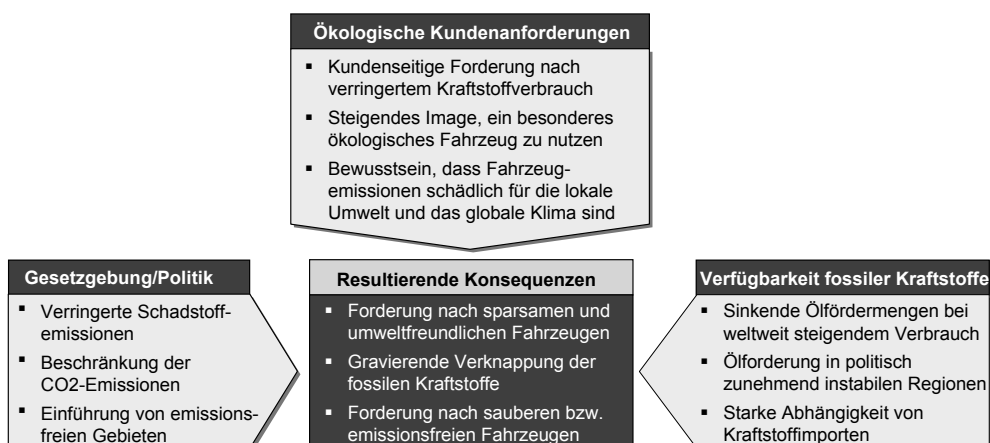 Ökologische Kundenanforderungen
▪ Kundenseitige Forderung nach
verringertem Kraftstoffverbrauch
▪ Steigendes Image, ein besonderes
ökologisches Fahrzeug zu nutzen
▪ Bewusstsein, dass Fahrzeug-
emissionen schädlich für die lokale
Umwelt und das globale Klima sind
Gesetzgebung/Politik
▪ Verringerte Schadstoff-
emissionen
▪ Beschränkung der
CO2-Emissionen
▪ Einführung von emissions-
freien Gebieten
Resultierende Konsequenzen
▪ Forderung nach sparsamen und
umweltfreundlichen Fahrzeugen
▪ Gravierende Verknappung der
fossilen Kraftstoffe
▪ Forderung nach sauberen bzw.
emissionsfreien Fahrzeugen
Verfügbarkeit fossiler Kraftstoffe
▪ Sinkende Ölfördermengen bei
weltweit steigendem Verbrauch
▪ Ölforderung in politisch
zunehmend instabilen Regionen
▪ Starke Abhängigkeit von
Kraftstoffimporten